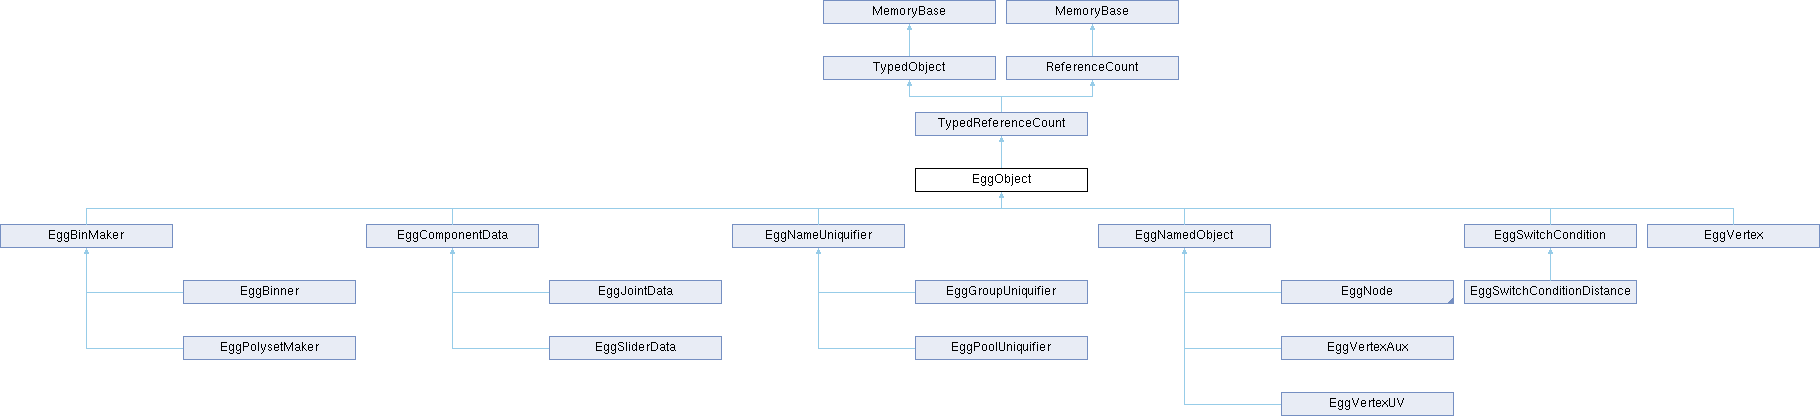 MemoryBase
MemoryBase
TypedObject
ReferenceCount
TypedReferenceCount
EggObject
EggBinMaker
EggComponentData
EggNameUniquifier
EggNamedObject
EggSwitchCondition
EggVertex
EggBinner
EggJointData
EggGroupUniquifier
EggNode
EggSwitchConditionDistance
EggPolysetMaker
EggSliderData
EggPoolUniquifier
EggVertexAux
EggVertexUV